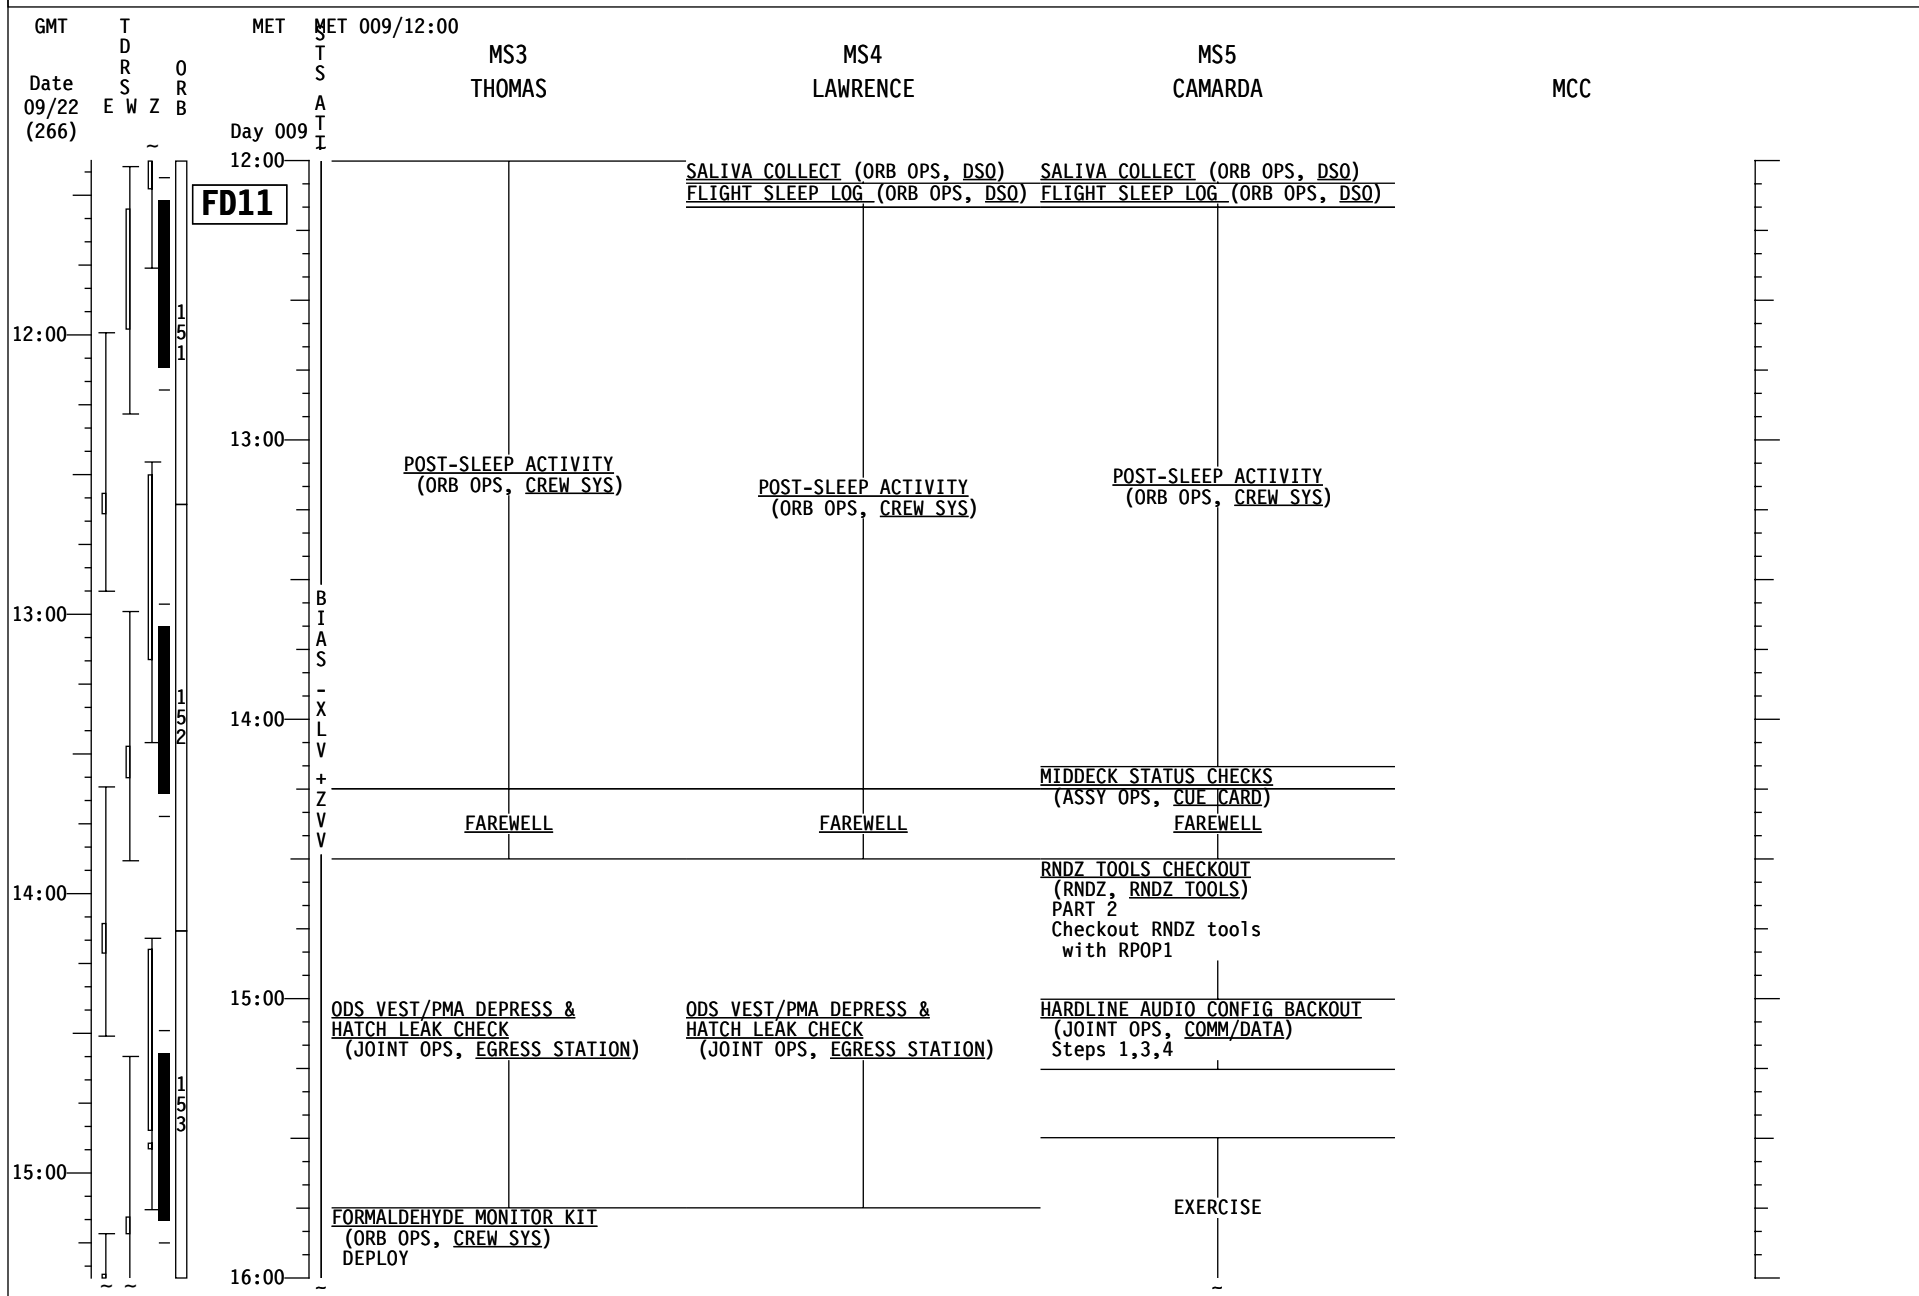 GMT TDRS MET MET 009/12:00
STS ATT
ORB
MS3 MS4 MS5
THOMAS LAWRENCE CAMARDA MCC
Date
09/22
(266)
E W Z
Day 009
~
~
12:00
FD11
SALIVA COLLECT (ORB OPS, DSO) SALIVA COLLECT (ORB OPS, DSO)
FLIGHT SLEEP LOG (ORB OPS, DSO) FLIGHT SLEEP LOG (ORB OPS, DSO)
151
12:00
13:00
POST-SLEEP ACTIVITY
(ORB OPS, CREW SYS)
POST-SLEEP ACTIVITY
(ORB OPS, CREW SYS)
POST-SLEEP ACTIVITY
(ORB OPS, CREW SYS)
13:00
BIAS -XLV +ZVV
152
14:00
MIDDECK STATUS CHECKS
(ASSY OPS, CUE CARD)
FAREWELL FAREWELL FAREWELL
14:00
RNDZ TOOLS CHECKOUT
(RNDZ, RNDZ TOOLS)
PART 2
Checkout RNDZ tools
with RPOP1
15:00
ODS VEST/PMA DEPRESS &
HATCH LEAK CHECK
(JOINT OPS, EGRESS STATION)
ODS VEST/PMA DEPRESS &
HATCH LEAK CHECK
(JOINT OPS, EGRESS STATION)
HARDLINE AUDIO CONFIG BACKOUT
(JOINT OPS, COMM/DATA)
Steps 1,3,4
153
15:00
EXERCISE
FORMALDEHYDE MONITOR KIT
(ORB OPS, CREW SYS)
DEPLOY
16:00
~ ~ ~ ~